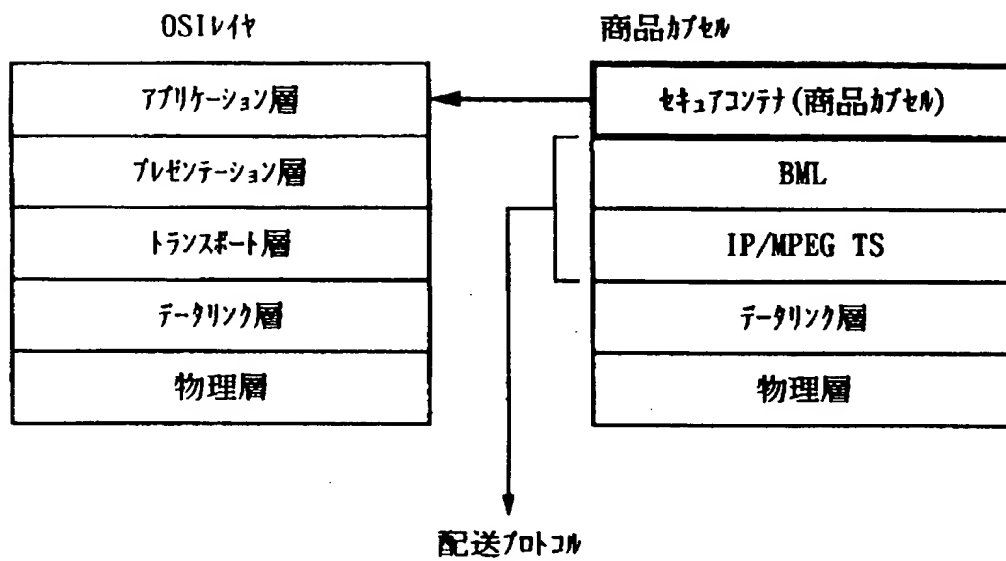 OSIﾚｲﾔ
商品ｶﾌﾟｾﾙ
ｱﾌﾟﾘｹｰｼｮﾝ層
ﾌﾟﾚｾﾞﾝﾃｰｼｮﾝ層
ﾄﾗﾝｽﾎﾟｰﾄ層
ﾃﾞｰﾀﾘﾝｸ層
物理層
ｾｷｭｱｺﾝﾃﾅ(商品ｶﾌﾟｾﾙ)
BML
IP/MPEG TS
ﾃﾞｰﾀﾘﾝｸ層
物理層
配送ﾌﾟﾛﾄｺﾙ